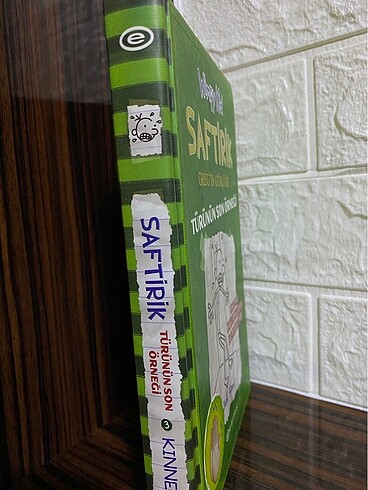 e
SAFTİRİK
TÜRÜNÜN SON
ÖRNEĞİ
3 KINNE
SAFTİRİK
GREG'İN GÜNLÜĞÜ
TÜRÜNÜN SON ÖRNEĞİ